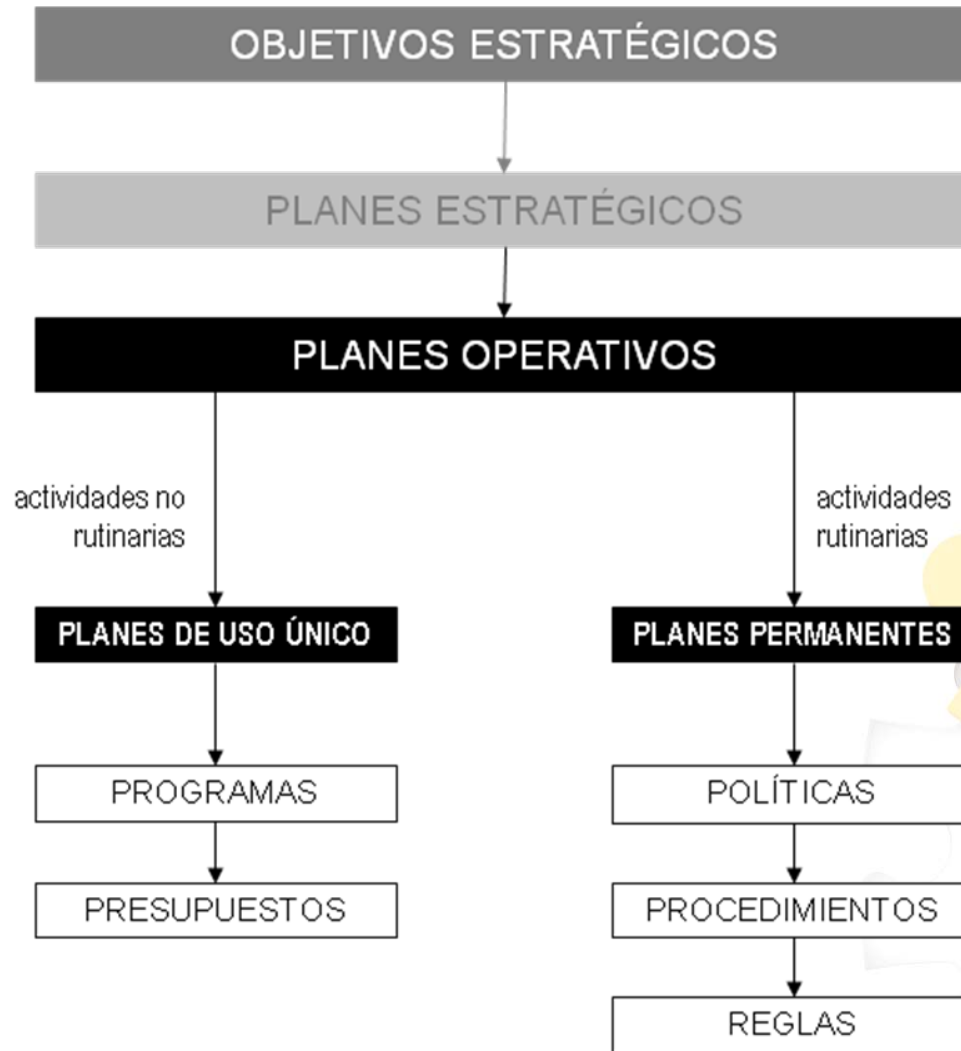 OBJETIVOS ESTRATÉGICOS
PLANES ESTRATÉGICOS
PLANES OPERATIVOS
actividades no
rutinarias
actividades
rutinarias
PLANES DE USO ÚNICO
PLANES PERMANENTES
PROGRAMAS
POLÍTICAS
PRESUPUESTOS
PROCEDIMIENTOS
REGLAS